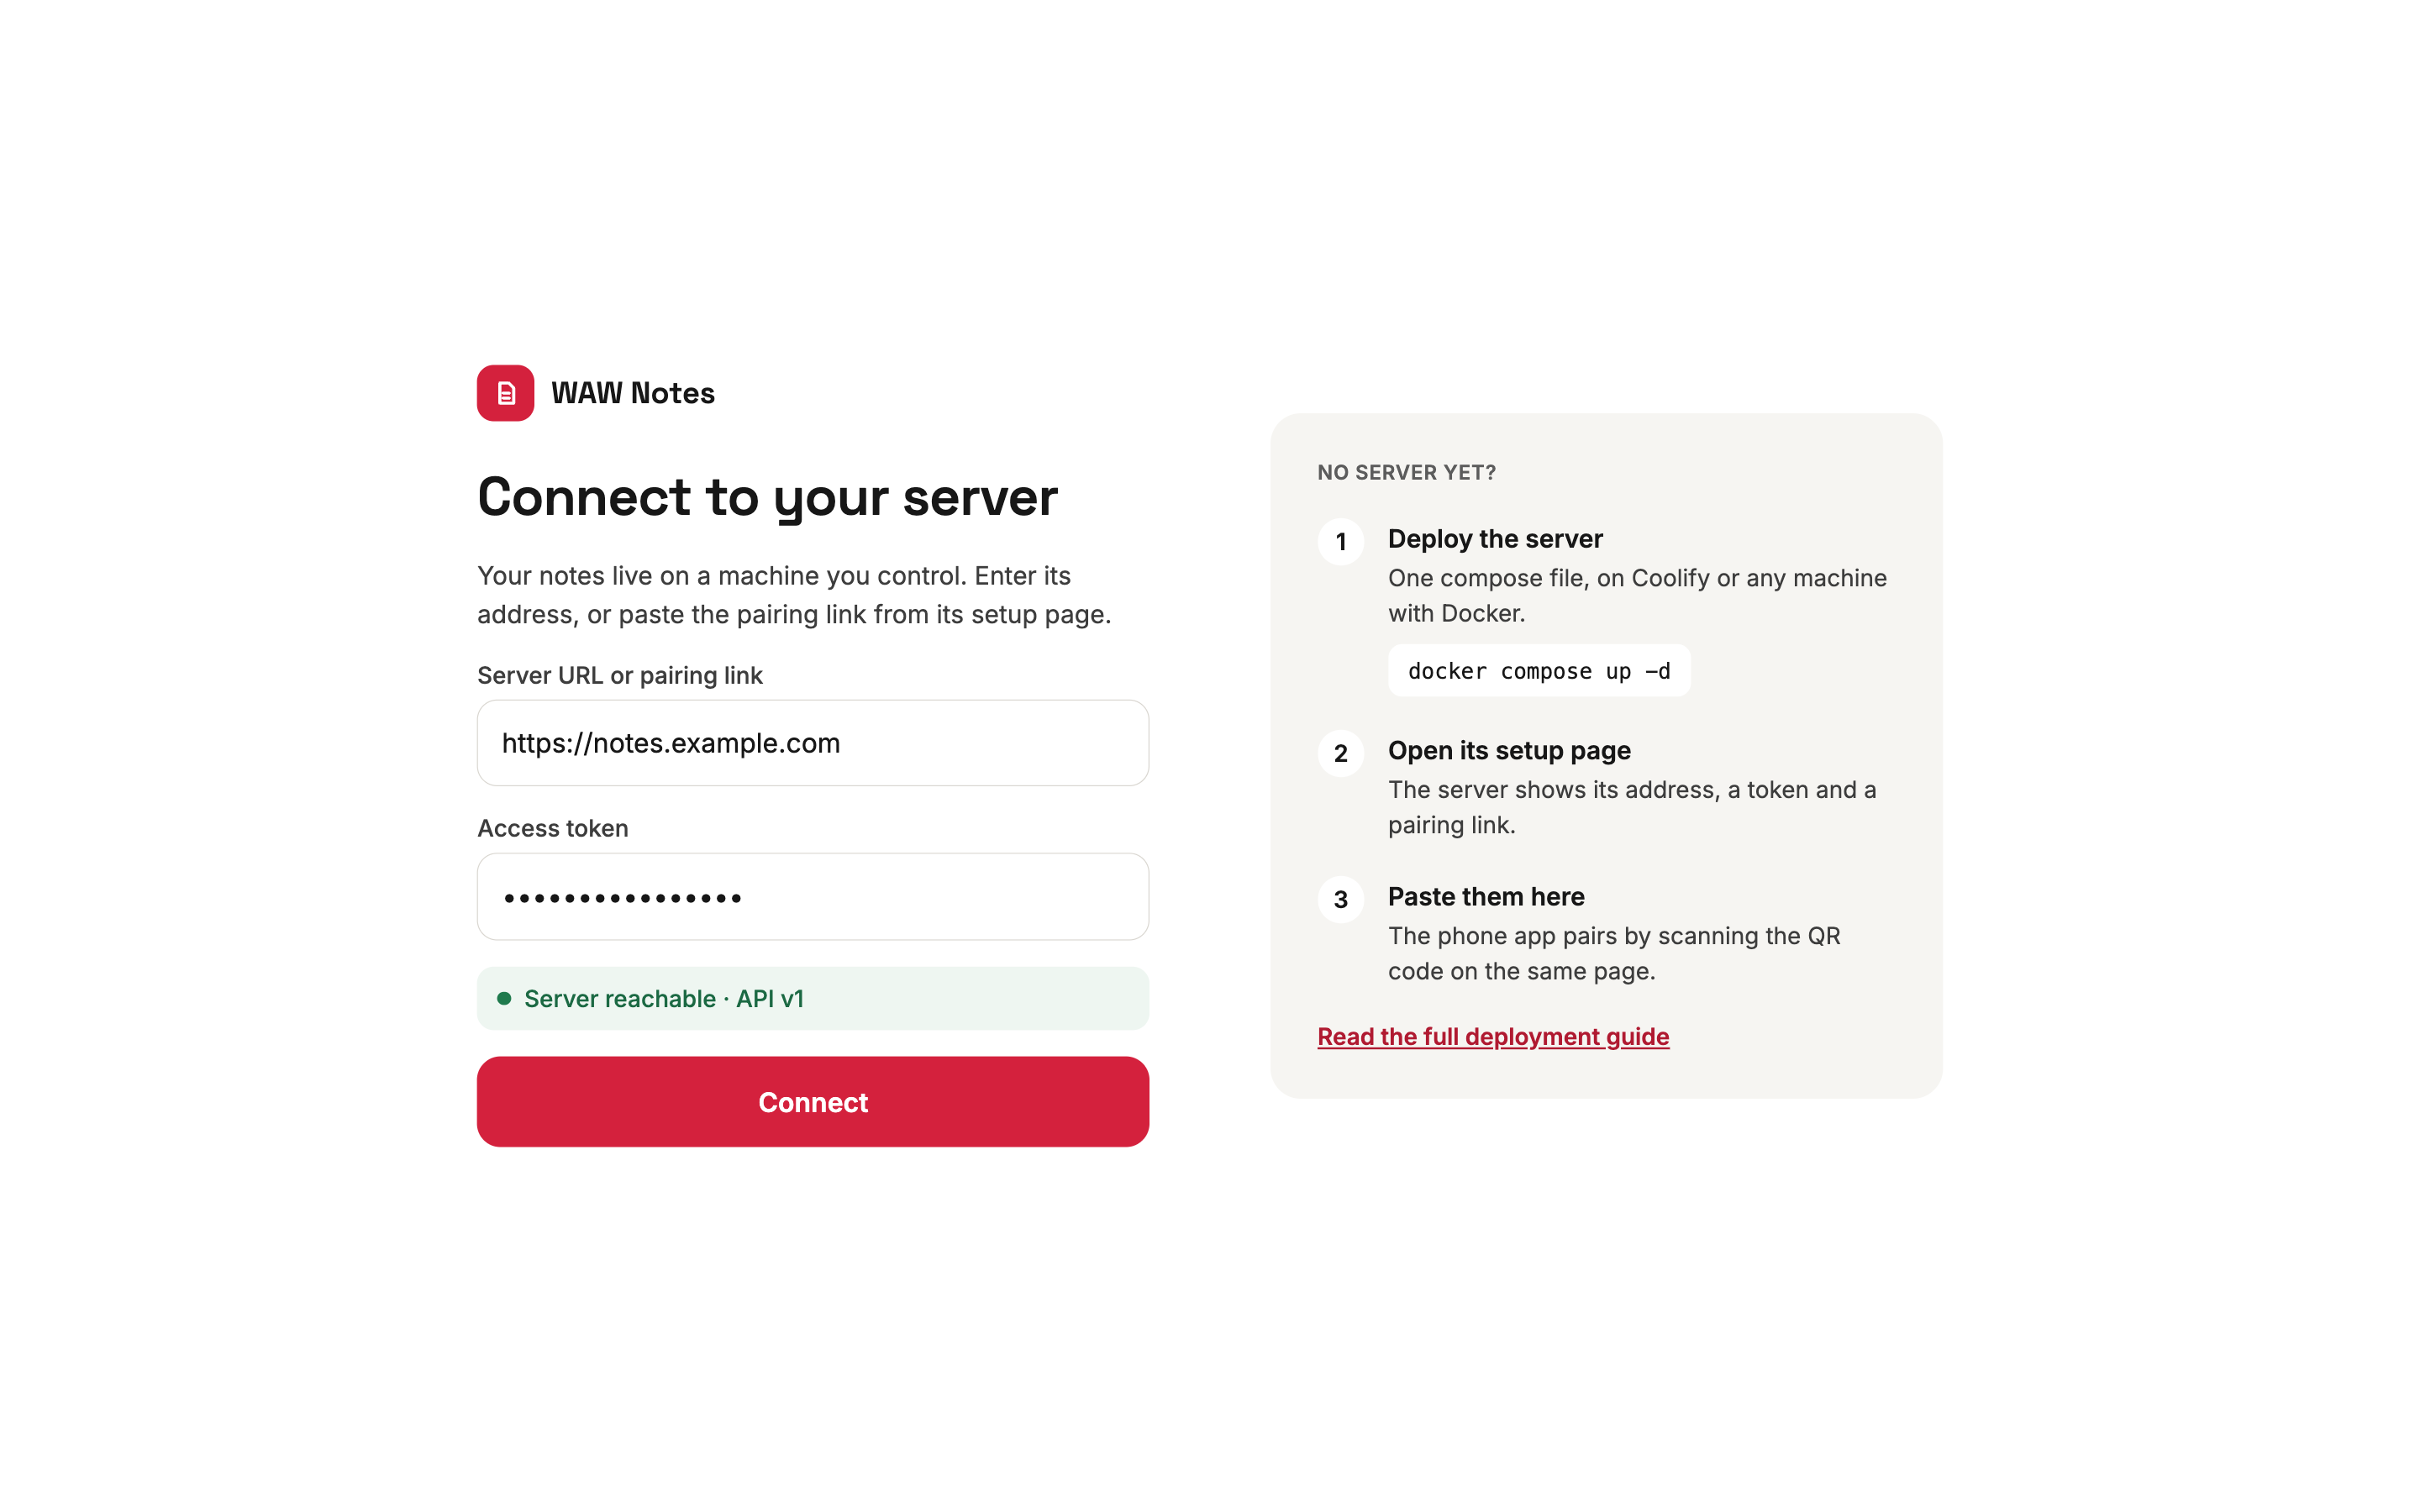 WAW Notes
Connect to your server
Your notes live on a machine you control. Enter its
address, or paste the pairing link from its setup page.
Server URL or pairing link
https://notes.example.com
Access token
••••••••••••••••
Server reachable · API v1
Connect
NO SERVER YET?
1
Deploy the server
One compose file, on Coolify or any machine
with Docker.
docker compose up -d
2
Open its setup page
The server shows its address, a token and a
pairing link.
3
Paste them here
The phone app pairs by scanning the QR
code on the same page.
Read the full deployment guide